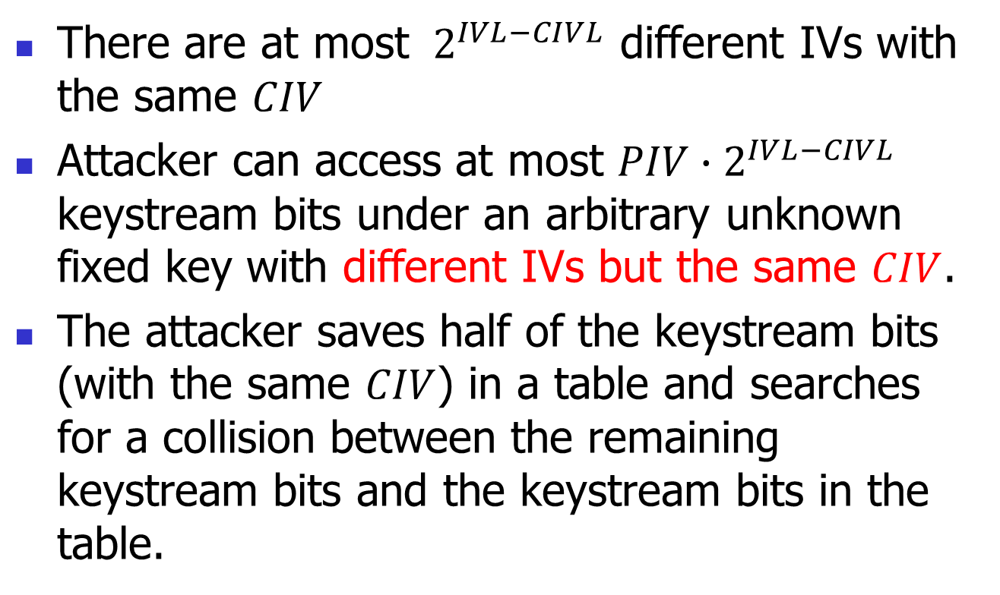 ▪ There are at most 2^{IVL−CIVL} different IVs with
the same CIV
▪ Attacker can access at most PIV · 2^{IVL−CIVL}
keystream bits under an arbitrary unknown
fixed key with different IVs but the same CIV.
▪ The attacker saves half of the keystream bits
(with the same CIV) in a table and searches
for a collision between the remaining
keystream bits and the keystream bits in the
table.